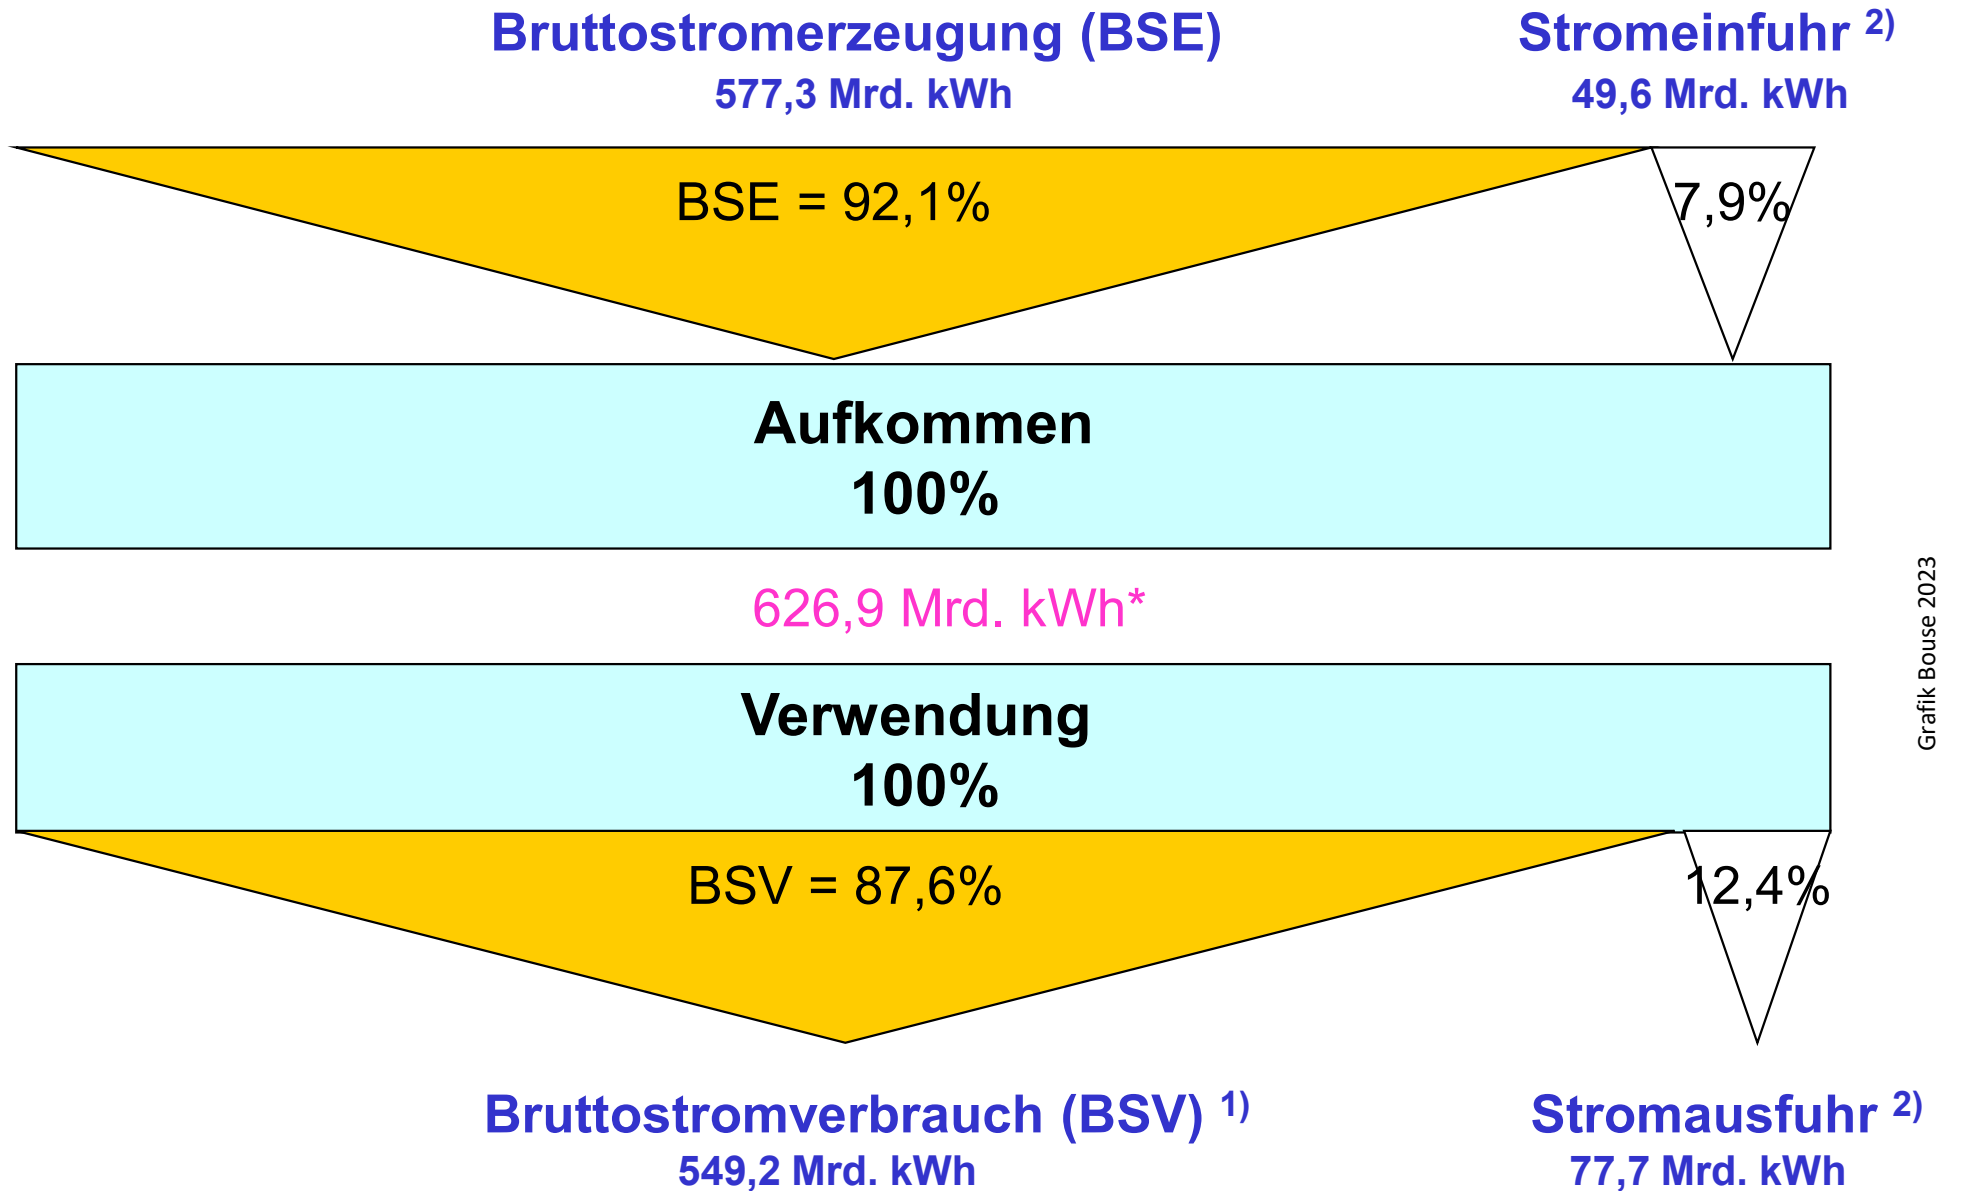 Bruttostromerzeugung (BSE)
577,3 Mrd. kWh
Stromeinfuhr 2)
49,6 Mrd. kWh
BSE = 92,1%
7,9%
Aufkommen
100%
626,9 Mrd. kWh*
Verwendung
100%
BSV = 87,6%
12,4%
Bruttostromverbrauch (BSV) 1)
549,2 Mrd. kWh
Stromausfuhr 2)
77,7 Mrd. kWh
Grafik Bouse 2023